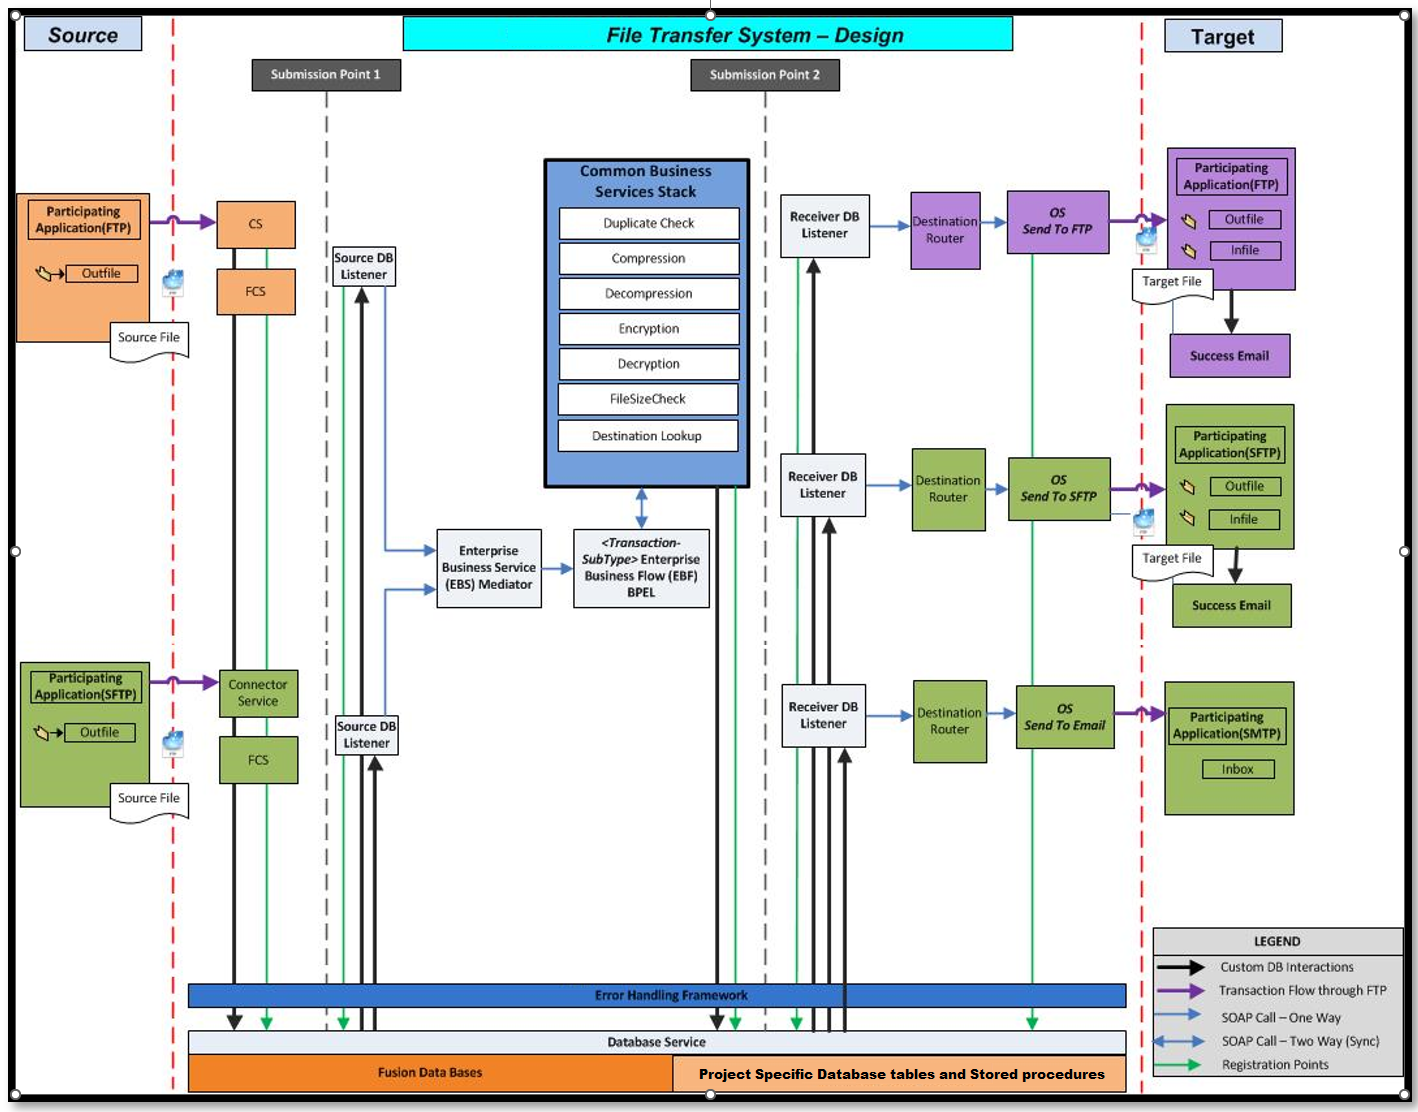 Source
File Transfer System – Design
Target
Submission Point 1
Submission Point 2
Participating
Application(FTP)
Outfile
Source File
CS
FCS
Source DB
Listener
Common Business
Services Stack
Duplicate Check
Compression
Decompression
Encryption
Decryption
FileSizeCheck
Destination Lookup
Receiver DB
Listener
Destination
Router
OS
Send To FTP
Participating
Application(FTP)
Outfile
Infile
Target File
Success Email
Enterprise
Business Service
(EBS) Mediator
<Transaction-
SubType> Enterprise
Business Flow (EBF)
BPEL
Receiver DB
Listener
Destination
Router
OS
Send To SFTP
Participating
Application(SFTP)
Outfile
Infile
Target File
Success Email
Participating
Application(SFTP)
Outfile
Source File
Connector
Service
FCS
Source DB
Listener
Receiver DB
Listener
Destination
Router
OS
Send To Email
Participating
Application(SMTP)
Inbox
Error Handling Framework
Database Service
Fusion Data Bases
Project Specific Database tables and Stored procedures
LEGEND
Custom DB Interactions
Transaction Flow through FTP
SOAP Call – One Way
SOAP Call – Two Way (Sync)
Registration Points